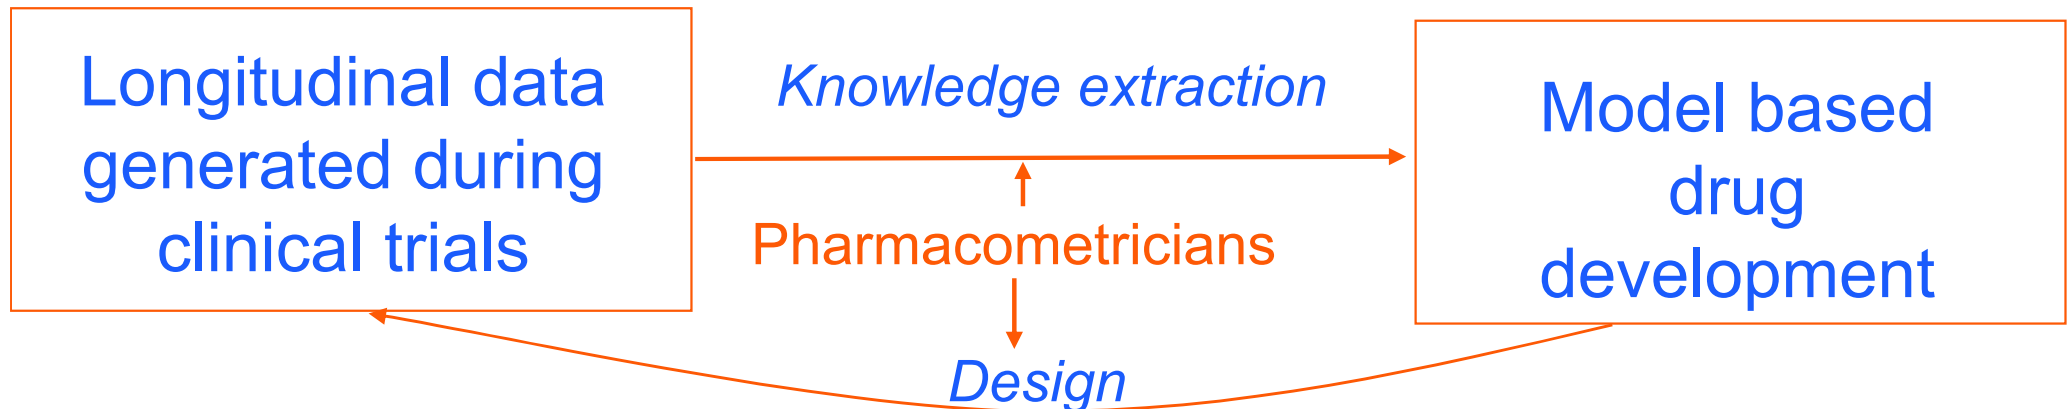 Longitudinal data
generated during
clinical trials
Knowledge extraction
Pharmacometricians
Design
Model based
drug
development